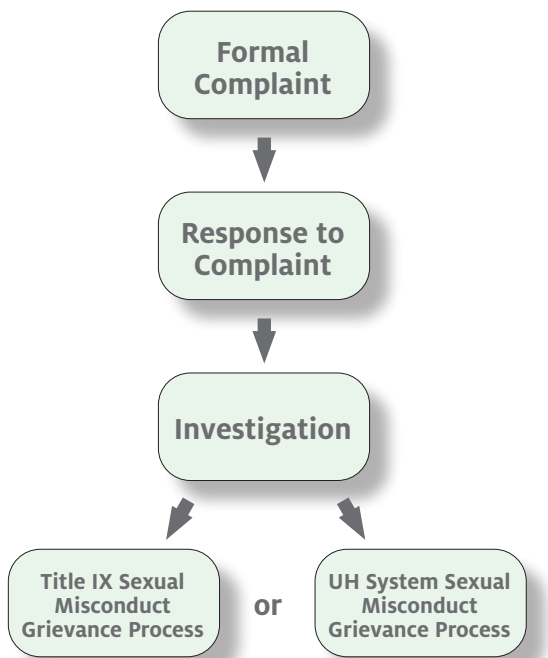 Formal
Complaint
Response to
Complaint
Investigation
Title IX Sexual
Misconduct
Grievance Process
or
UH System Sexual
Misconduct
Grievance Process